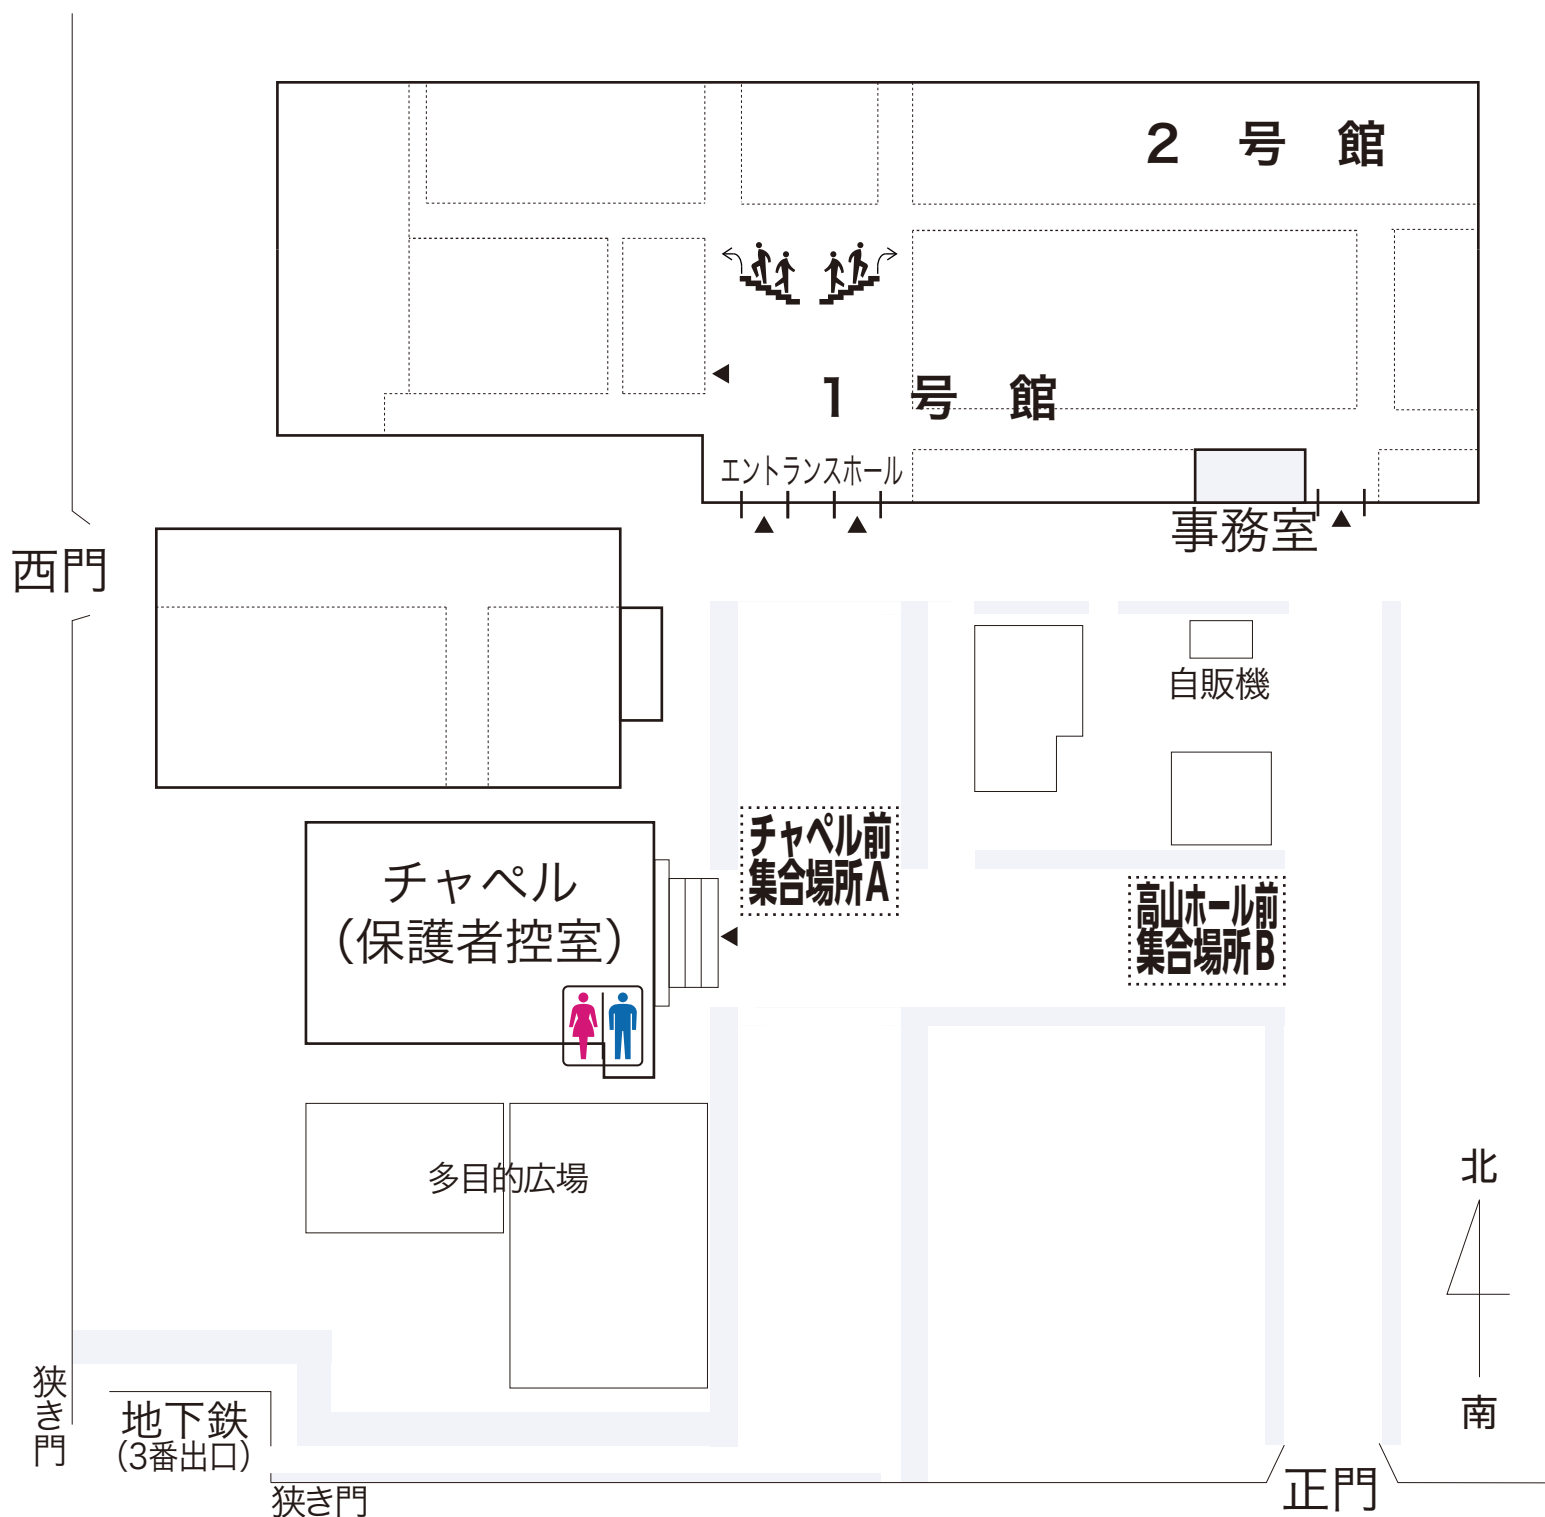 2 号 館
1 号 館
エントランスホール
事務室
西門
自販機
チャペル前
集合場所A
チャペル
（保護者控室）
高山ホール前
集合場所B
多目的広場
北
南
狭き門
地下鉄
（3番出口）
狭き門
正門